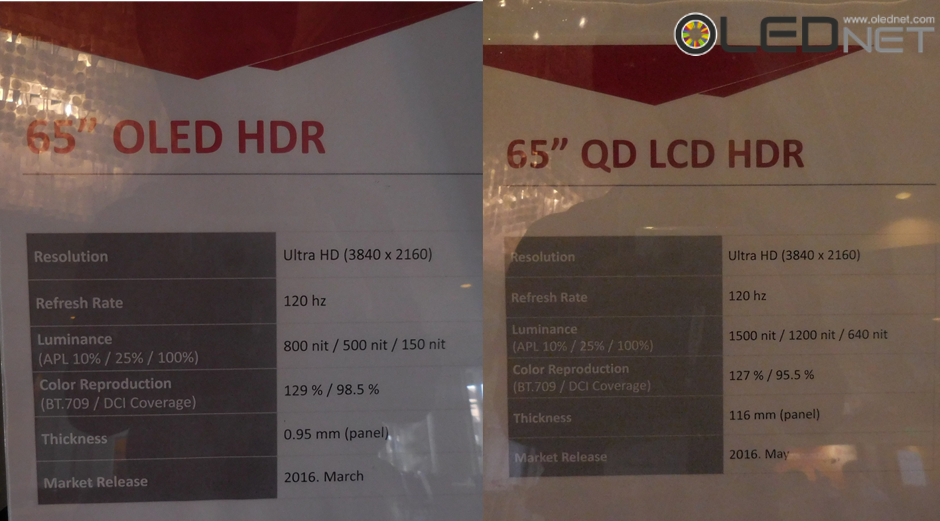 65” OLED HDR
Resolution Ultra HD (3840 x 2160)
Refresh Rate 120 hz
Luminance
(APL 10% / 25% / 100%) 800 nit / 500 nit / 150 nit
Color Reproduction
(BT.709 / DCI Coverage) 129 % / 98.5 %
Thickness 0.95 mm (panel)
Market Release 2016. March
OLEDNET www.olednet.com
65” QD LCD HDR
Resolution Ultra HD (3840 x 2160)
Refresh Rate 120 hz
Luminance
(APL 10% / 25% / 100%) 1500 nit / 1200 nit / 640 nit
Color Reproduction
(BT.709 / DCI Coverage) 127 % / 95.5 %
Thickness 116 mm (panel)
Market Release 2016. May